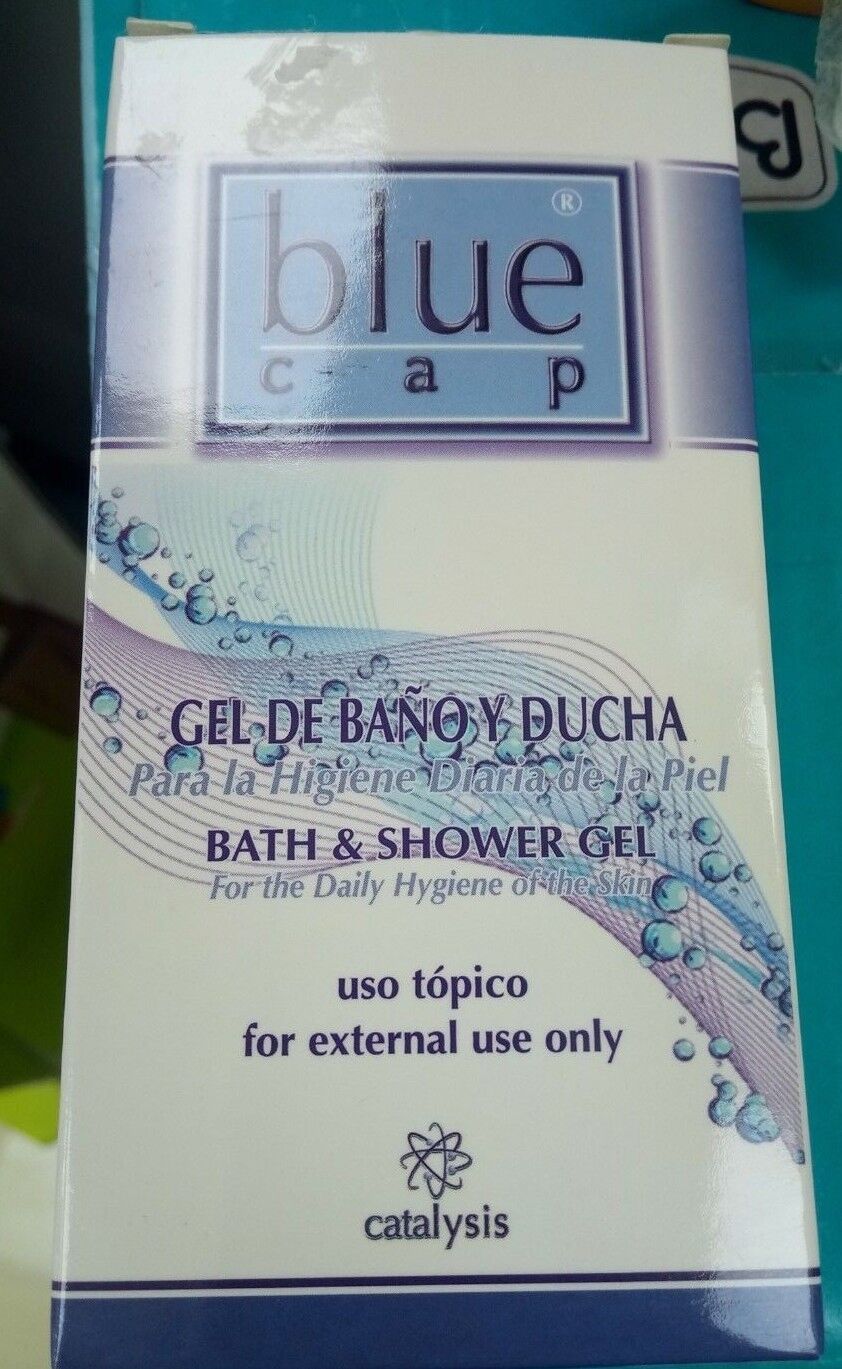 blue®
cap
GEL DE BAÑO Y DUCHA
Para la Higiene Diaria de la Piel
BATH & SHOWER GEL
For the Daily Hygiene of the Skin
uso tópico
for external use only
catalysis